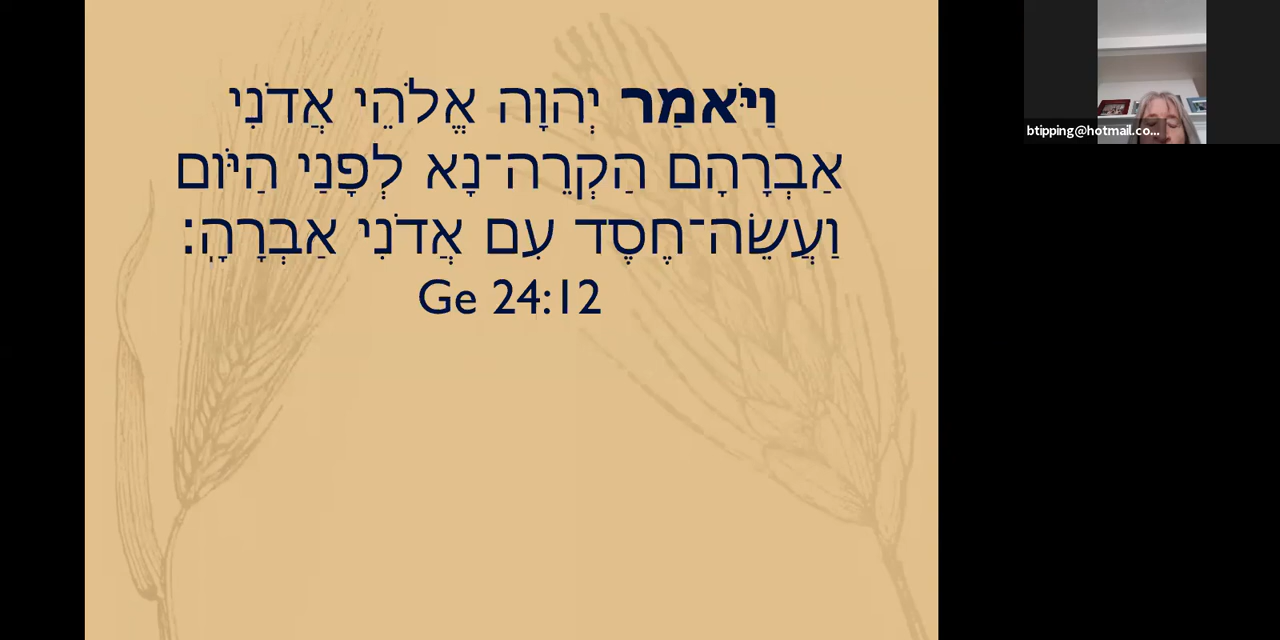 וַיֹּאמַר יְהוָה אֱלֹהֵי אֲדֹנִי
אַבְרָהָם הַקְרֵה־נָא לְפָנַי הַיּוֹם
וַעֲשֵׂה־חֶסֶד עִם אֲדֹנִי אַבְרָהָֽ׃
Ge 24:12
btipping@hotmail.co...